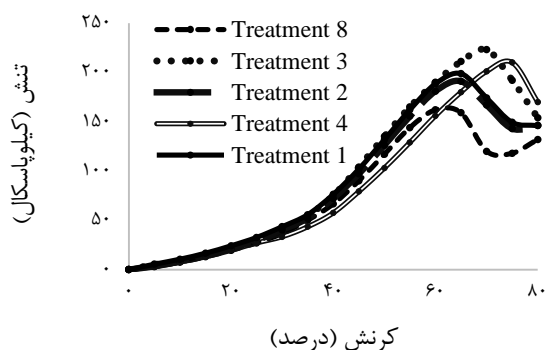 تنش (کیلوپاسکال)
۲۵۰
۲۰۰
۱۵۰
۱۰۰
۵۰
۰
Treatment 8
Treatment 3
Treatment 2
Treatment 4
Treatment 1
۰ ۲۰ ۴۰ ۶۰ ۸۰
کرنش (درصد)